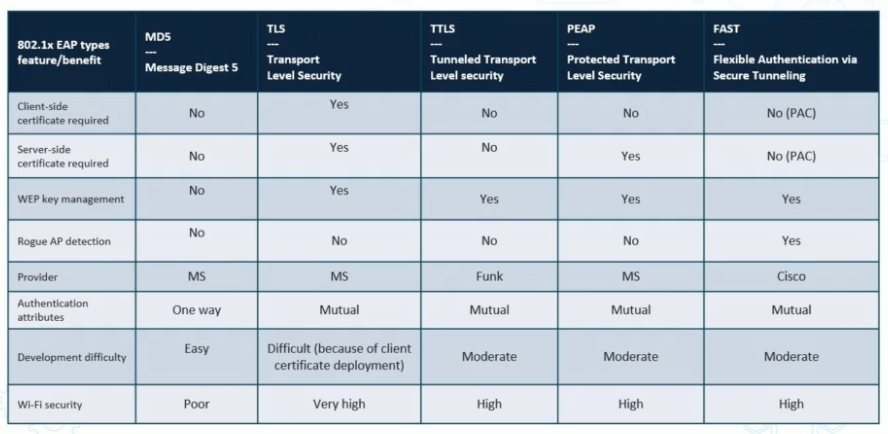 802.1x EAP types
feature/benefit
MD5
---
Message Digest 5
TLS
---
Transport
Level Security
TTLS
---
Tunneled Transport
Level security
PEAP
---
Protected Transport
Level Security
FAST
---
Flexible Authentication via
Secure Tunneling
Client-side
certificate required
No
Yes
No
No
No (PAC)
Server-side
certificate required
No
Yes
No
Yes
No (PAC)
WEP key management
No
Yes
Yes
Yes
Yes
Rogue AP detection
No
No
No
No
Yes
Provider
MS
MS
Funk
MS
Cisco
Authentication
attributes
One way
Mutual
Mutual
Mutual
Mutual
Development difficulty
Easy
Difficult (because of client
certificate deployment)
Moderate
Moderate
Moderate
Wi-Fi security
Poor
Very high
High
High
High